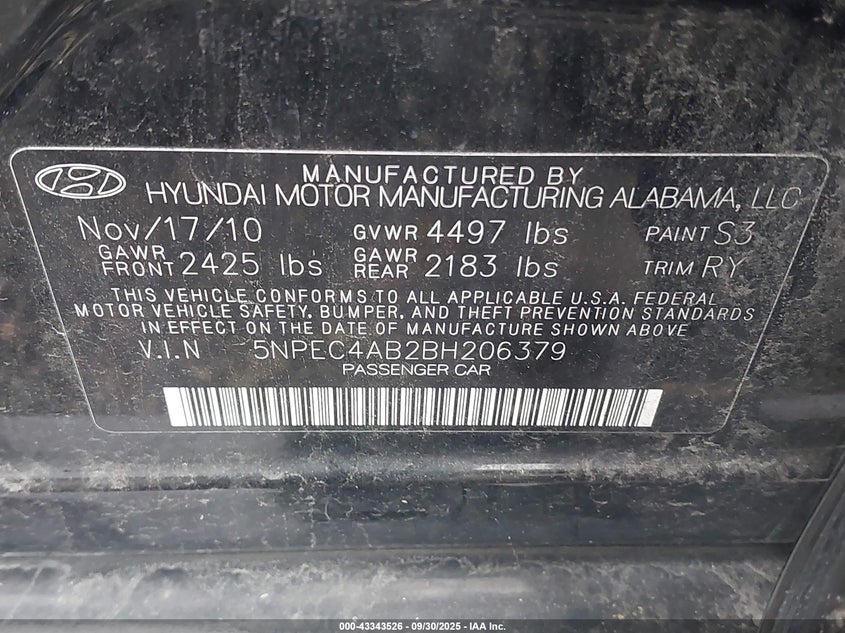 MANUFACTURED BY
HYUNDAI MOTOR MANUFACTURING ALABAMA, LLC
Nov/17/10 GVWR 4497 lbs PAINT S3
GAWR FRONT 2425 lbs GAWR REAR 2183 lbs TRIM RY
THIS VEHICLE CONFORMS TO ALL APPLICABLE U.S.A. FEDERAL
MOTOR VEHICLE SAFETY, BUMPER, AND THEFT PREVENTION STANDARDS
IN EFFECT ON THE DATE OF MANUFACTURE SHOWN ABOVE
V.I.N 5NPEC4AB2BH206379
PASSENGER CAR
000-43343526 - 09/30/2025 - IAA Inc.